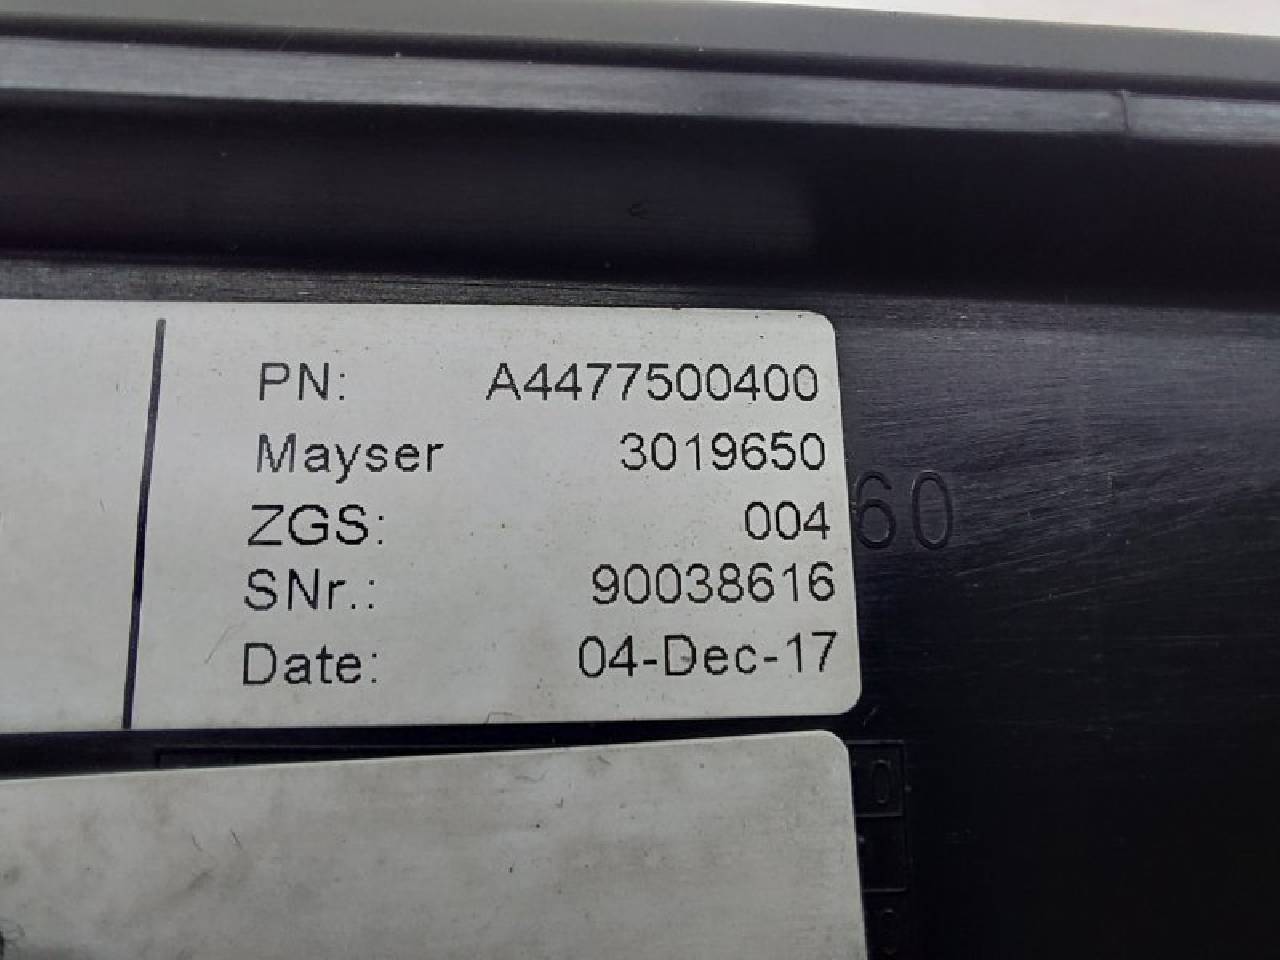 PN: A4477500400
Mayser 3019650
ZGS: 004
60
SNr.: 90038616
Date: 04-Dec-17